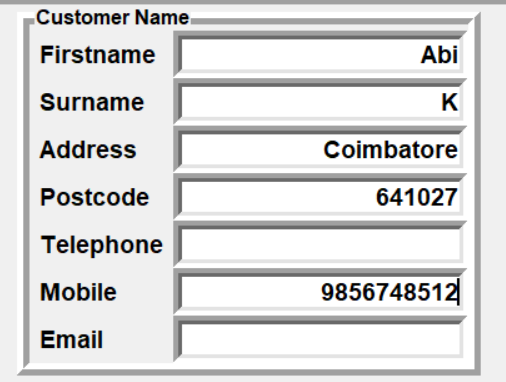 Customer Name
Firstname Abi
Surname K
Address Coimbatore
Postcode 641027
Telephone
Mobile 9856748512
Email